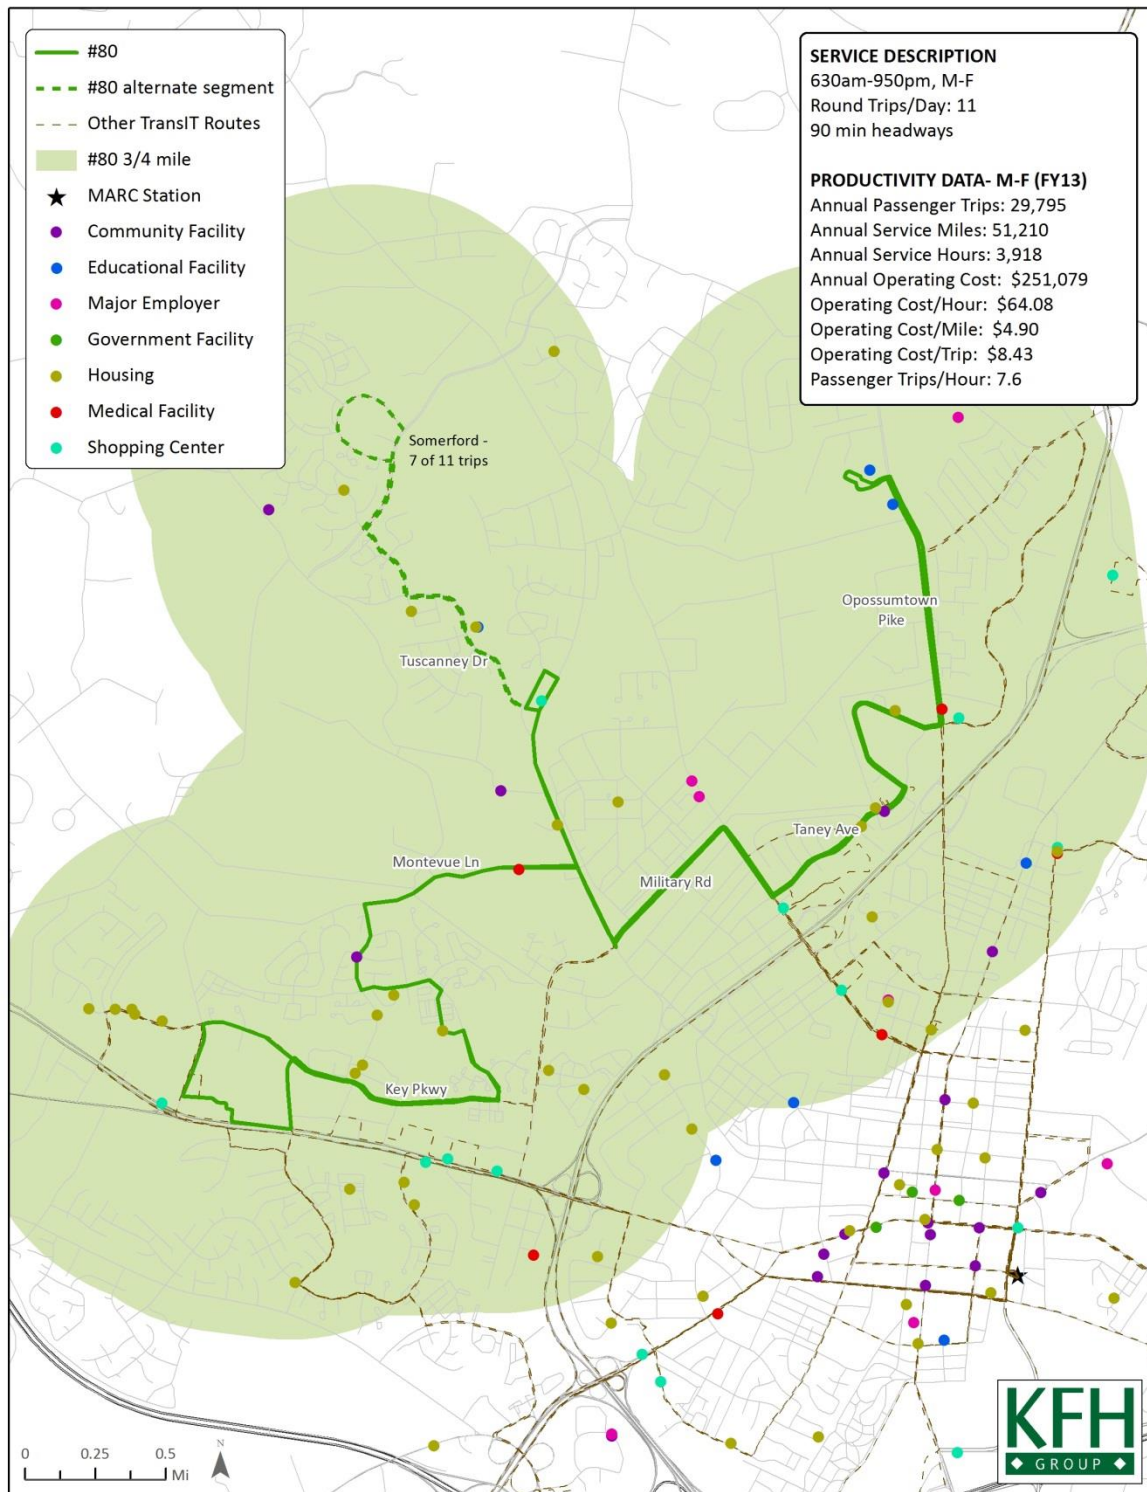 #80
#80 alternate segment
Other TransIT Routes
#80 3/4 mile
MARC Station
Community Facility
Educational Facility
Major Employer
Government Facility
Housing
Medical Facility
Shopping Center
SERVICE DESCRIPTION
630am-950pm, M-F
Round Trips/Day: 11
90 min headways
PRODUCTIVITY DATA- M-F (FY13)
Annual Passenger Trips: 29,795
Annual Service Miles: 51,210
Annual Service Hours: 3,918
Annual Operating Cost: $251,079
Operating Cost/Hour: $64.08
Operating Cost/Mile: $4.90
Operating Cost/Trip: $8.43
Passenger Trips/Hour: 7.6
Somerford -
7 of 11 trips
Opossumtown
Pike
Tuscanney Dr
Taney Ave
Montevue Ln
Military Rd
Key Pkwy
0 0.25 0.5
Mi
N
KFH
GROUP